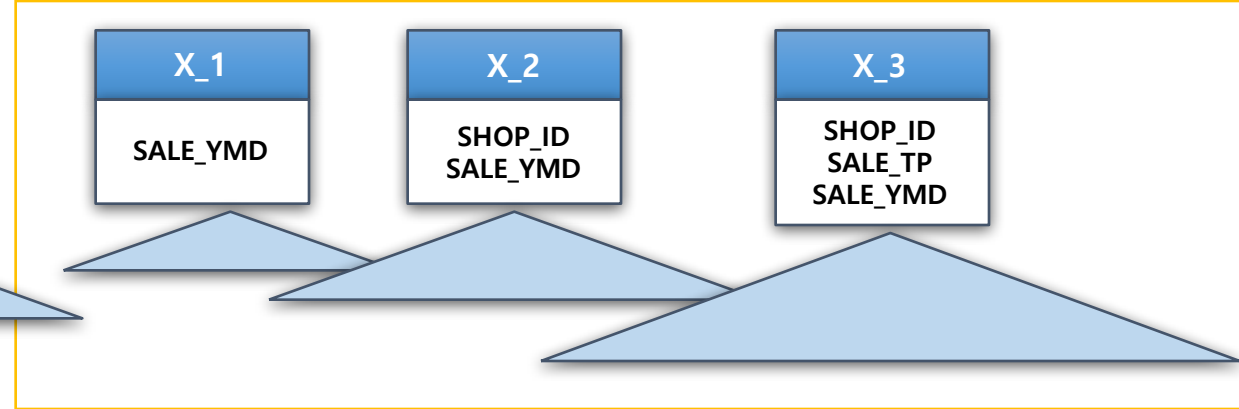 X_1
SALE_YMD
X_2
SHOP_ID
SALE_YMD
X_3
SHOP_ID
SALE_TP
SALE_YMD